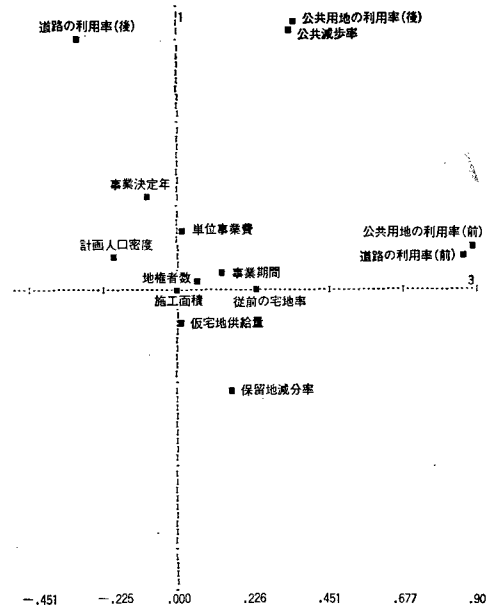 1
公共用地の利用率(後)
道路の利用率(後)
公共減歩率
事業決定年
単位事業費
公共用地の利用率(前)
計画人口密度
道路の利用率(前)
地権者数
事業期間
3
施工面積
従前の宅地率
仮宅地供給量
保留地減分率
-.451 -.225 .000 .226 .451 .677 .90